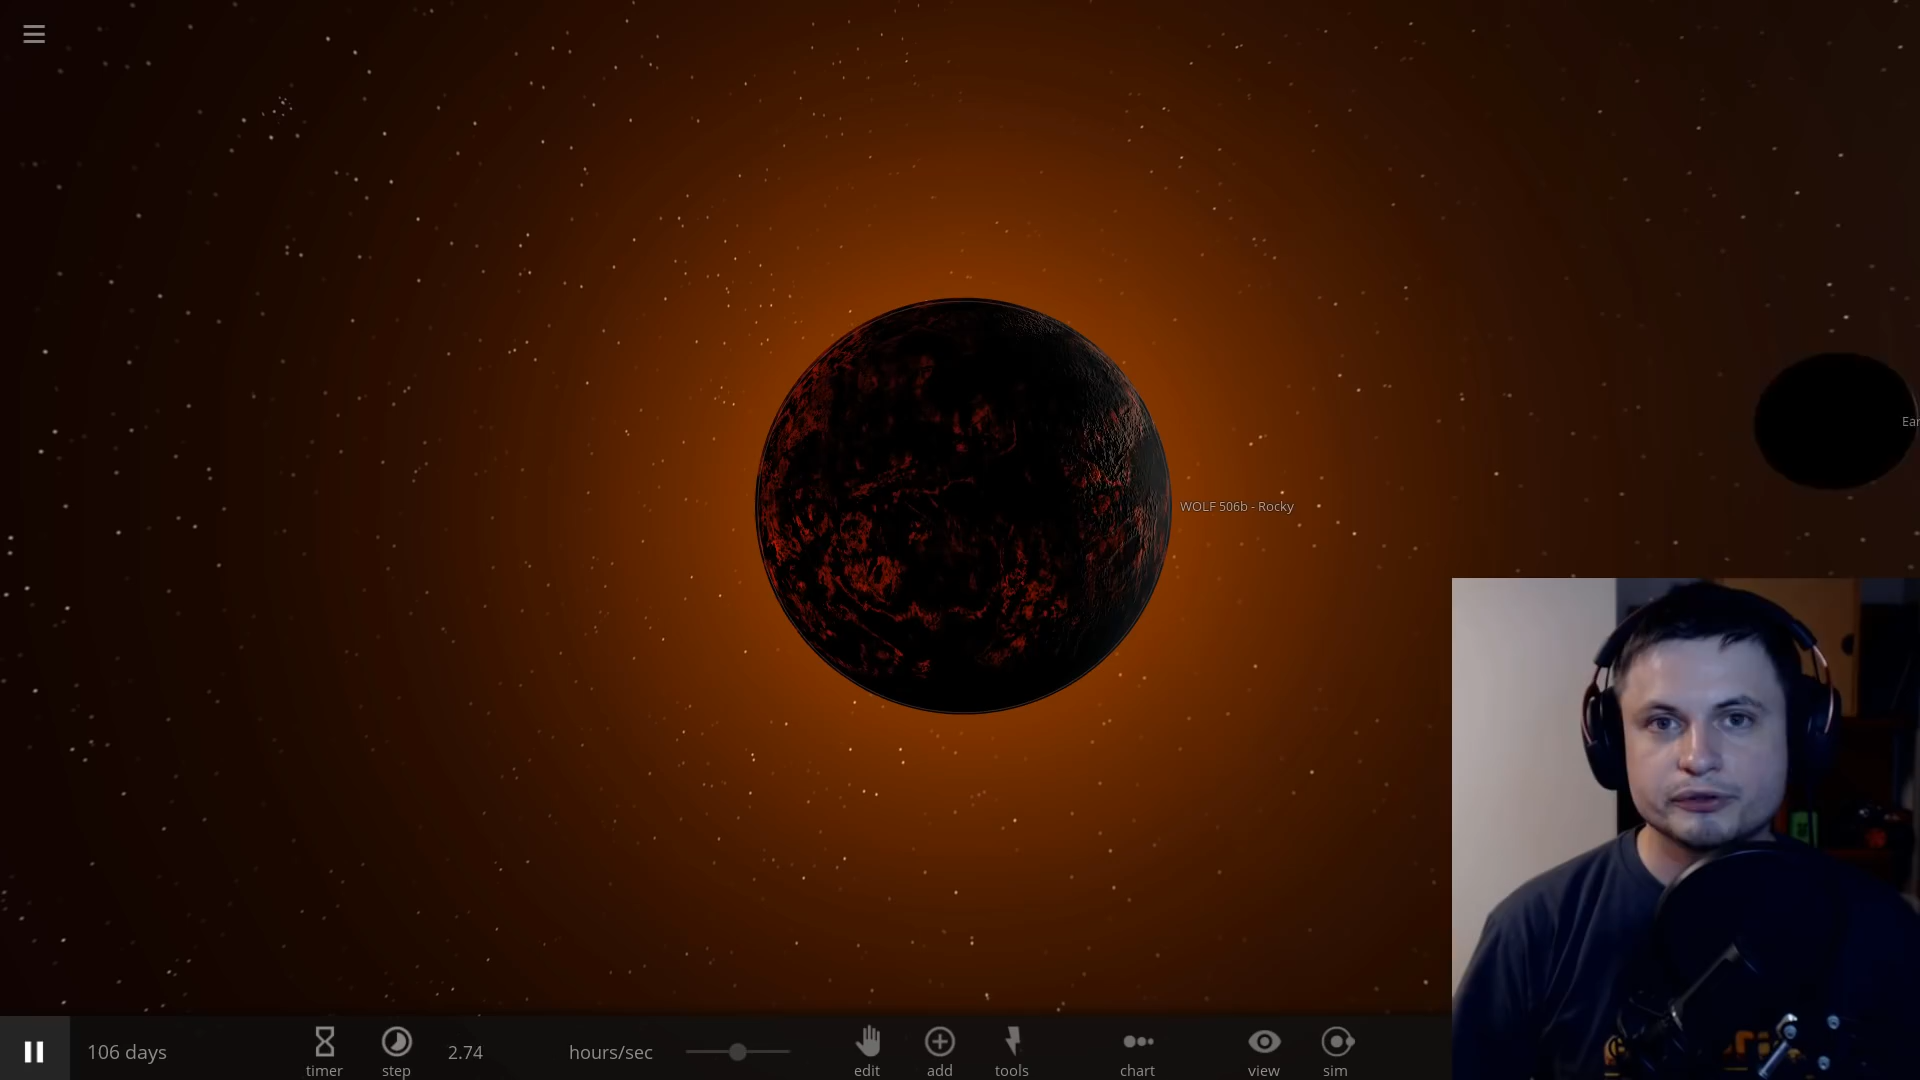 Ear
WOLF 506b - Rocky
106 days
timer
step
2.74
hours/sec
edit
add
tools
chart
view
sim